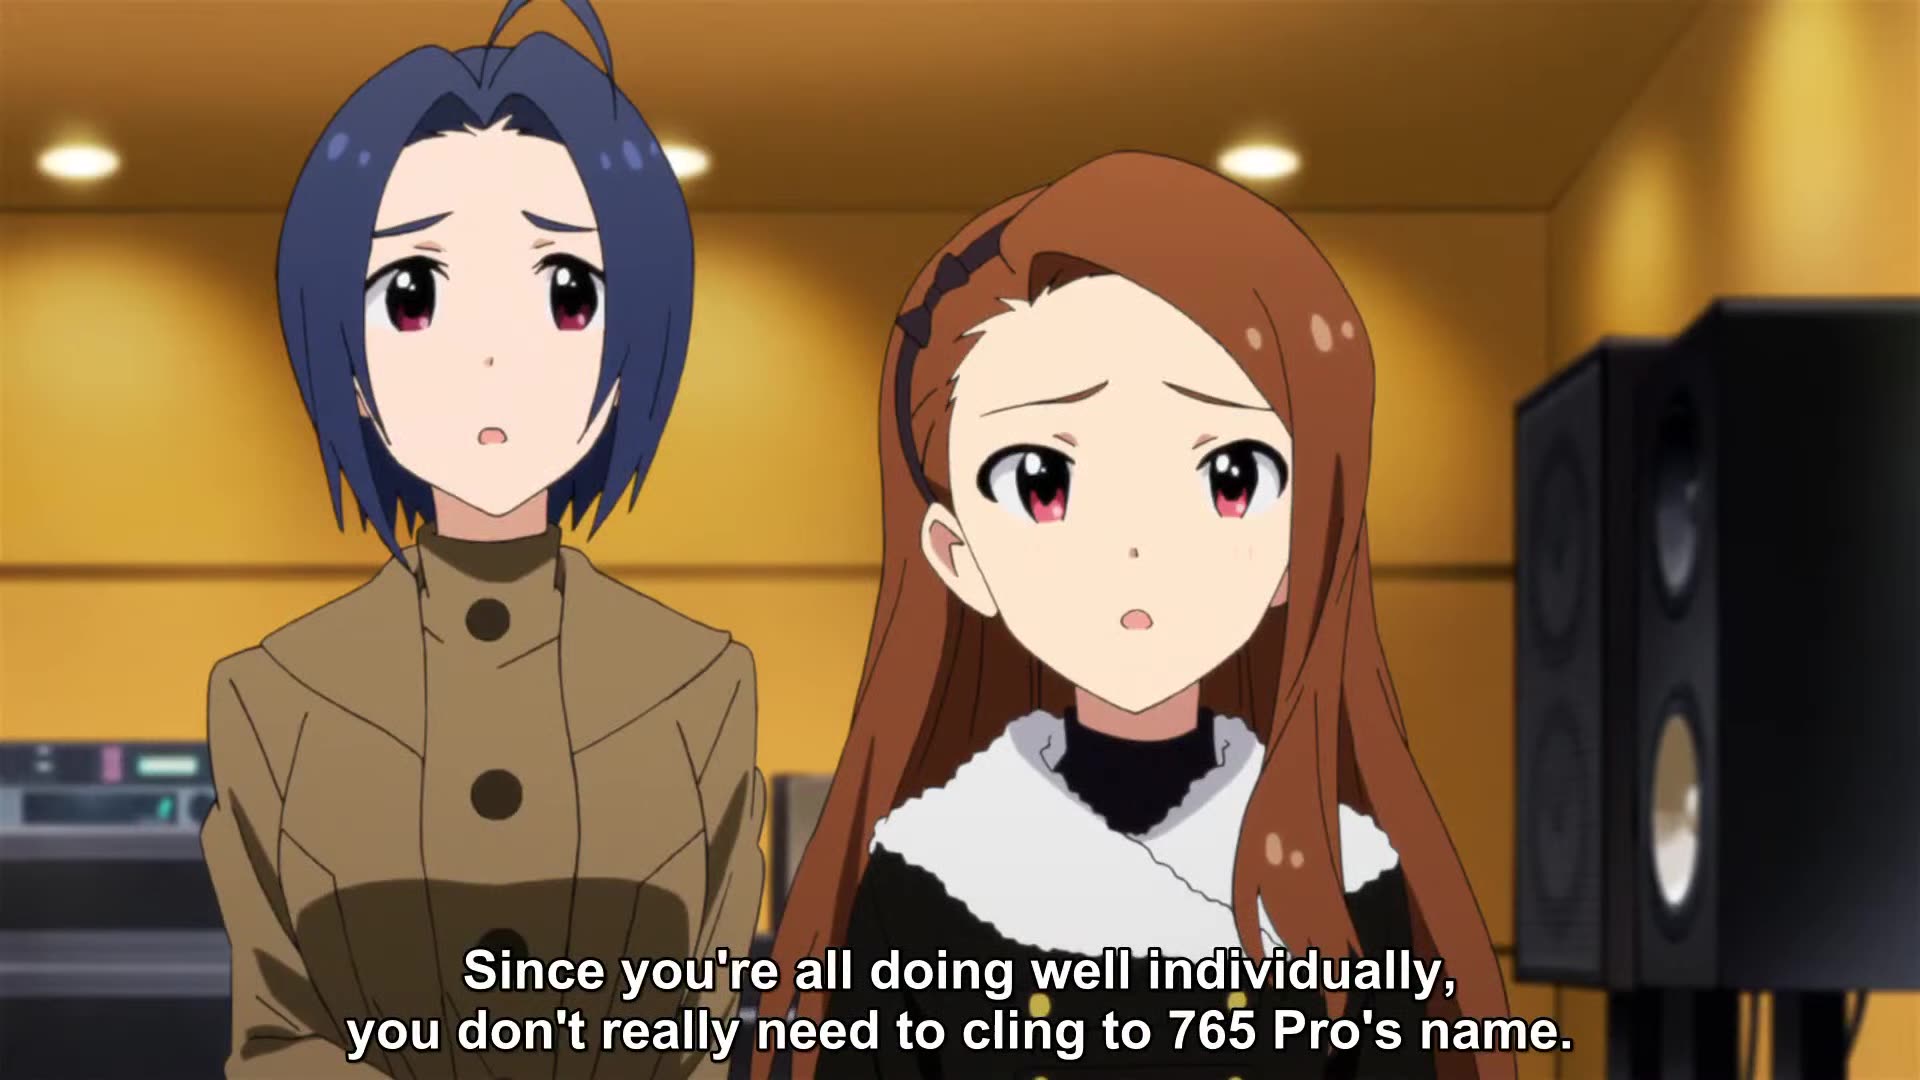 Since you're all doing well individually,
you don't really need to cling to 765 Pro's name.